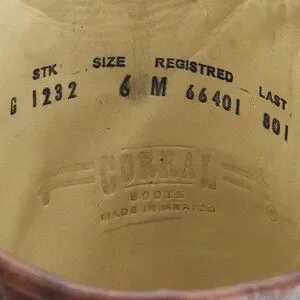 STK SIZE REGISTRED LAST
G 1232 6 M 66401 801
CORRAL
BOOTS
MADE IN MEXICO
®